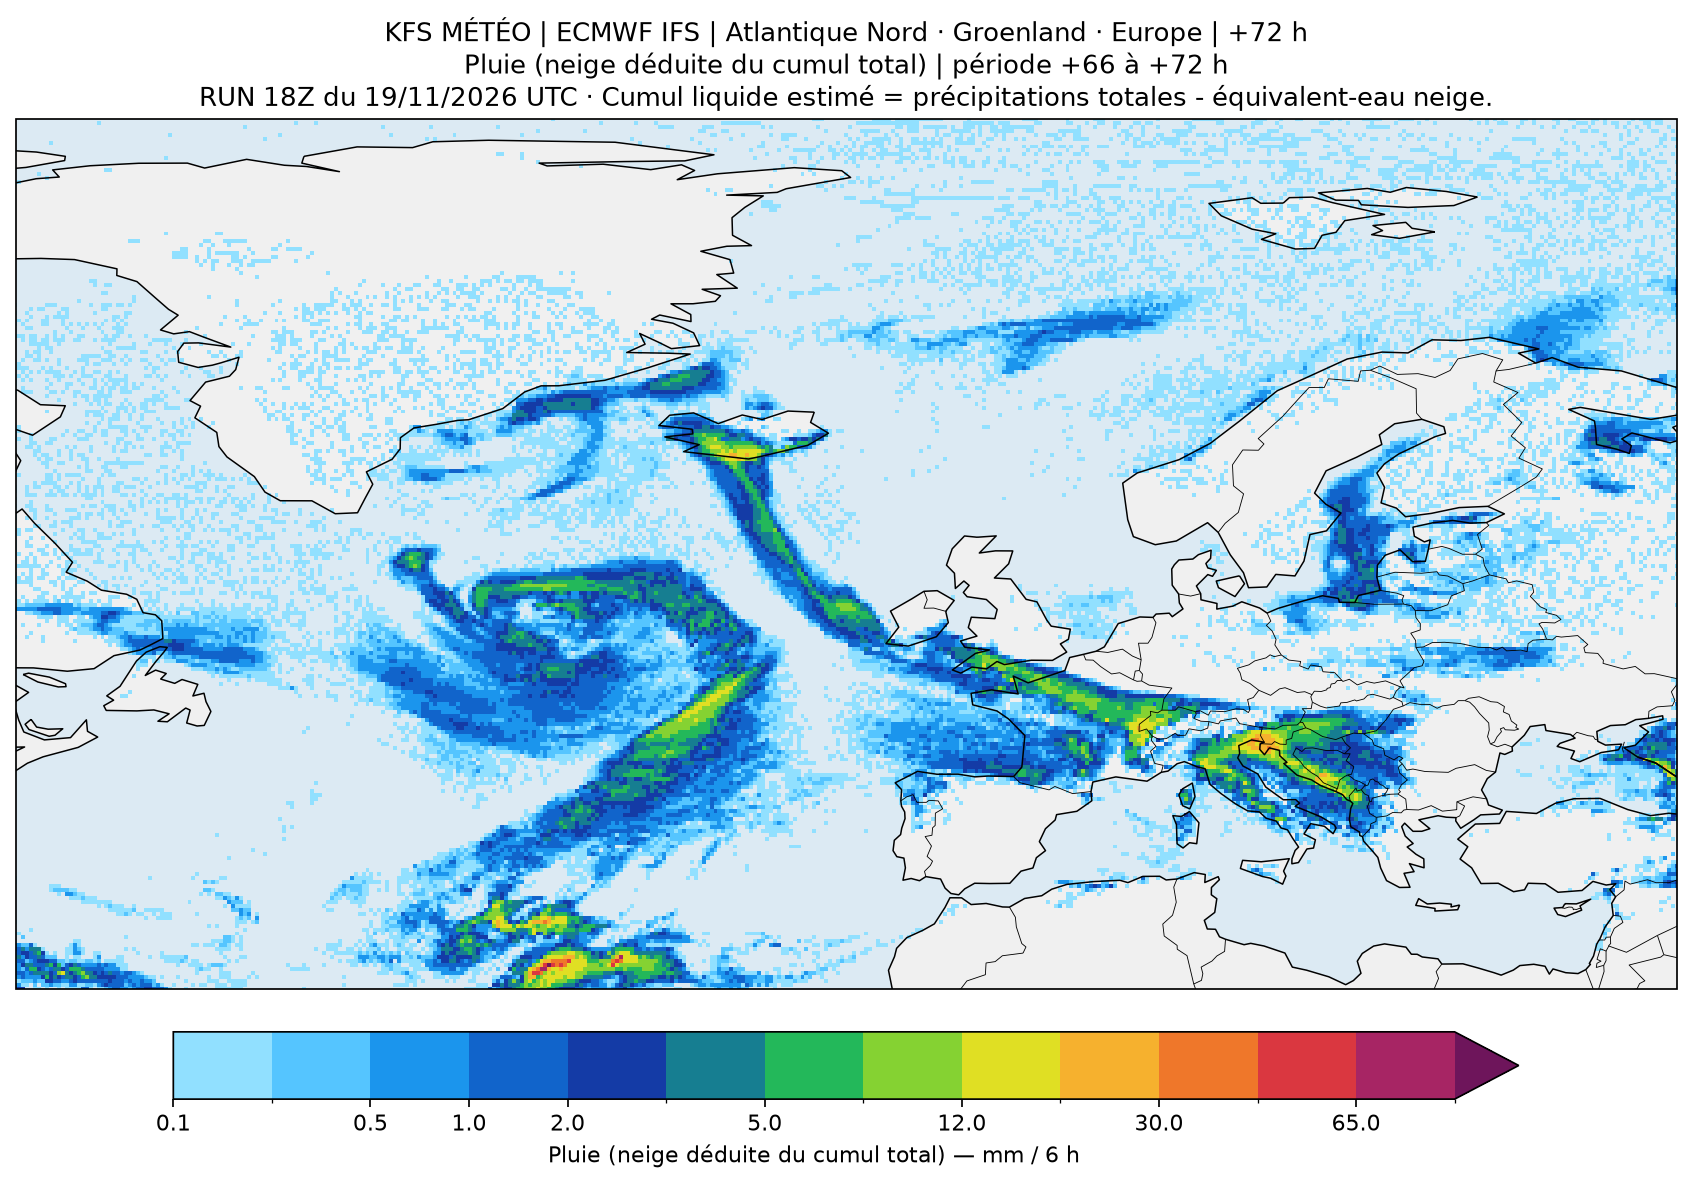 KFS MÉTÉO | ECMWF IFS | Atlantique Nord · Groenland · Europe | +72 h
Pluie (neige déduite du cumul total) | période +66 à +72 h
RUN 18Z du 19/11/2026 UTC · Cumul liquide estimé = précipitations totales - équivalent-eau neige.
0.1 0.5 1.0 2.0 5.0 12.0 30.0 65.0
Pluie (neige déduite du cumul total) — mm / 6 h